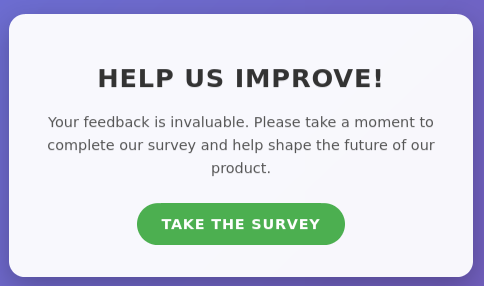 HELP US IMPROVE!
Your feedback is invaluable. Please take a moment to
complete our survey and help shape the future of our
product.
TAKE THE SURVEY